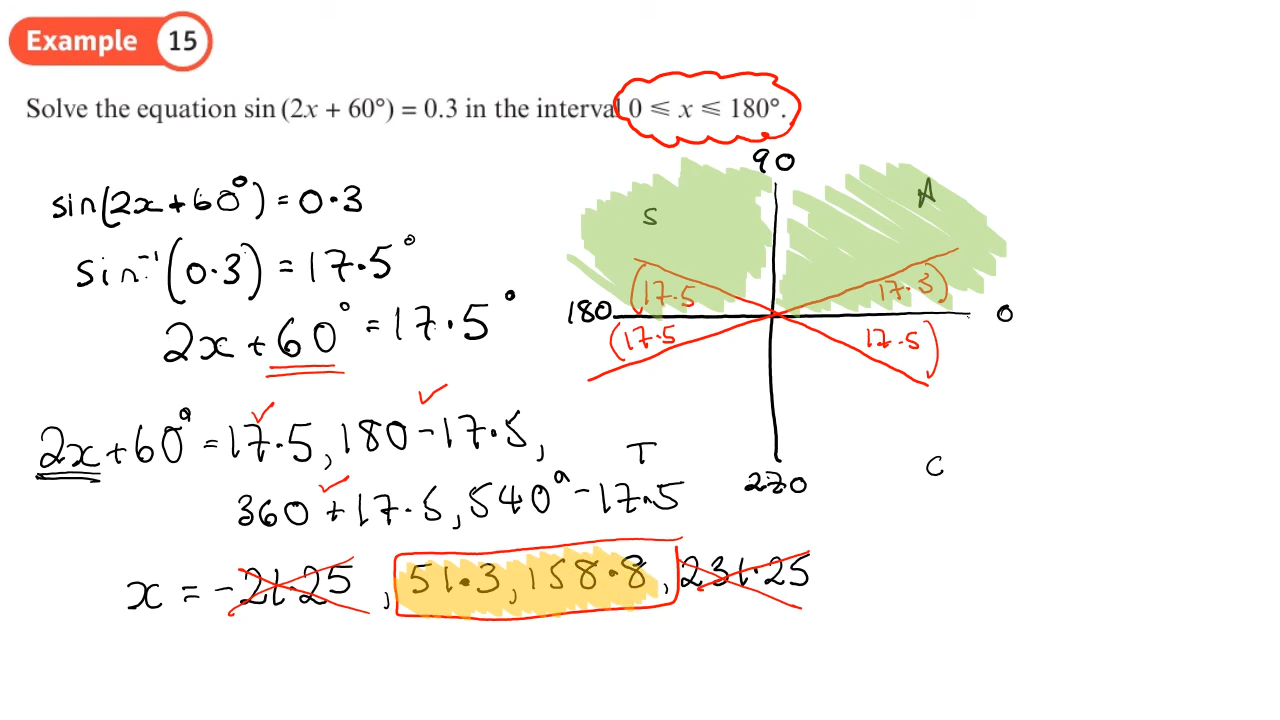 Example 15
Solve the equation sin (2x + 60°) = 0.3 in the interval 0 ⩽ x ⩽ 180°.
sin(2x+60°) = 0.3
sin⁻¹(0.3) = 17.5°
2x + 60° = 17.5°
2x + 60° = 17.5, 180 - 17.5,
360 + 17.5, 540° - 17.5
x = -21.25, 51.3, 158.8, 231.25
90
S
A
17.5
17.3
180
0
17.5
17.5
T
C
270